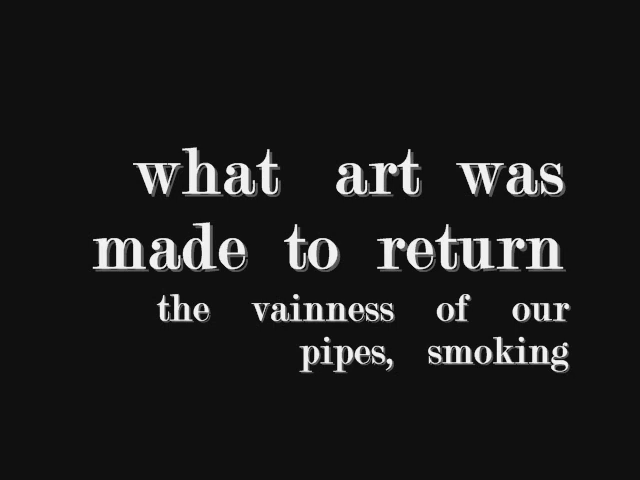 what art was
made to return
the vainness of our
pipes, smoking